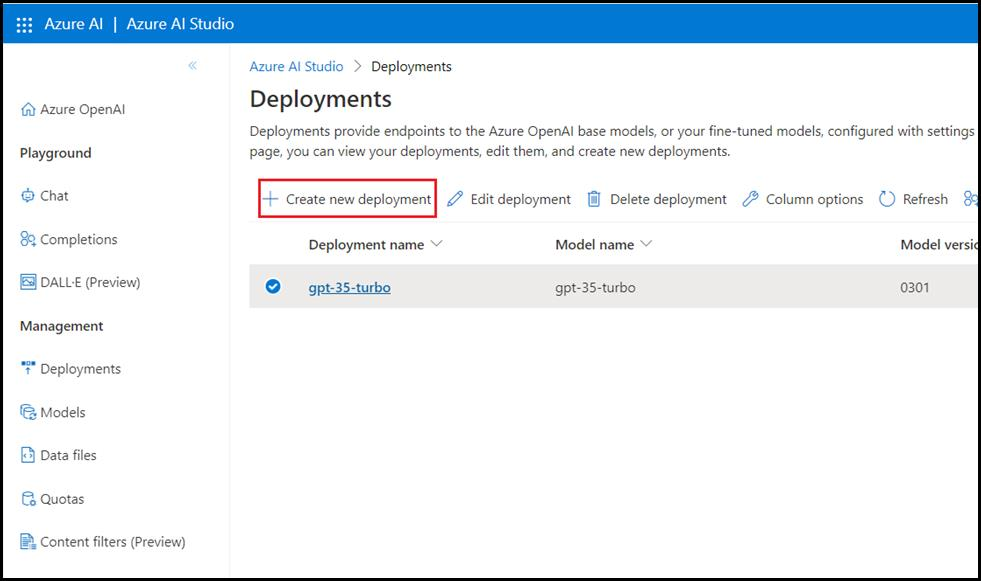 Azure AI | Azure AI Studio
«
Azure OpenAI
Playground
Chat
Completions
DALL·E (Preview)
Management
Deployments
Models
Data files
Quotas
Content filters (Preview)
Azure AI Studio > Deployments
Deployments
Deployments provide endpoints to the Azure OpenAI base models, or your fine-tuned models, configured with settings
page, you can view your deployments, edit them, and create new deployments.
+ Create new deployment Edit deployment Delete deployment Column options Refresh
Deployment name Model name Model versio
gpt-35-turbo gpt-35-turbo 0301